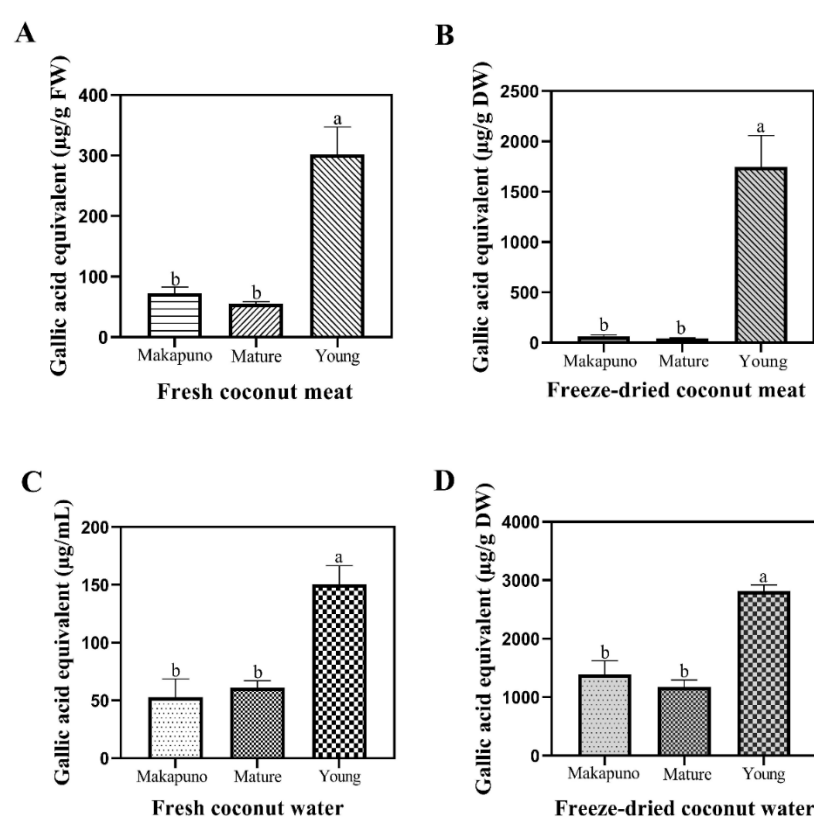 A
Gallic acid equivalent (µg/g FW)
400
300
200
100
0
a
b
b
Makapuno Mature Young
Fresh coconut meat
B
Gallic acid equivalent (µg/g DW)
2500
2000
1500
1000
500
0
a
b
b
Makapuno Mature Young
Freeze-dried coconut meat
C
Gallic acid equivalent (µg/mL)
200
150
100
50
0
a
b
b
Makapuno Mature Young
Fresh coconut water
D
Gallic acid equivalent (µg/g DW)
4000
3000
2000
1000
0
a
b
b
Makapuno Mature Young
Freeze-dried coconut water